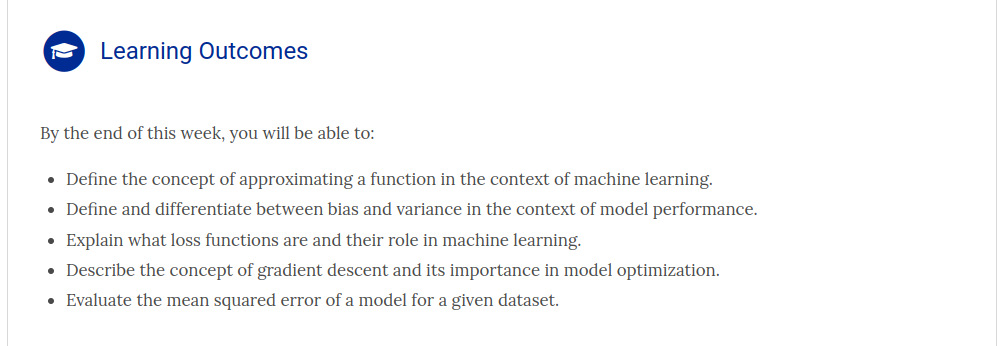 Learning Outcomes
By the end of this week, you will be able to:
• Define the concept of approximating a function in the context of machine learning.
• Define and differentiate between bias and variance in the context of model performance.
• Explain what loss functions are and their role in machine learning.
• Describe the concept of gradient descent and its importance in model optimization.
• Evaluate the mean squared error of a model for a given dataset.